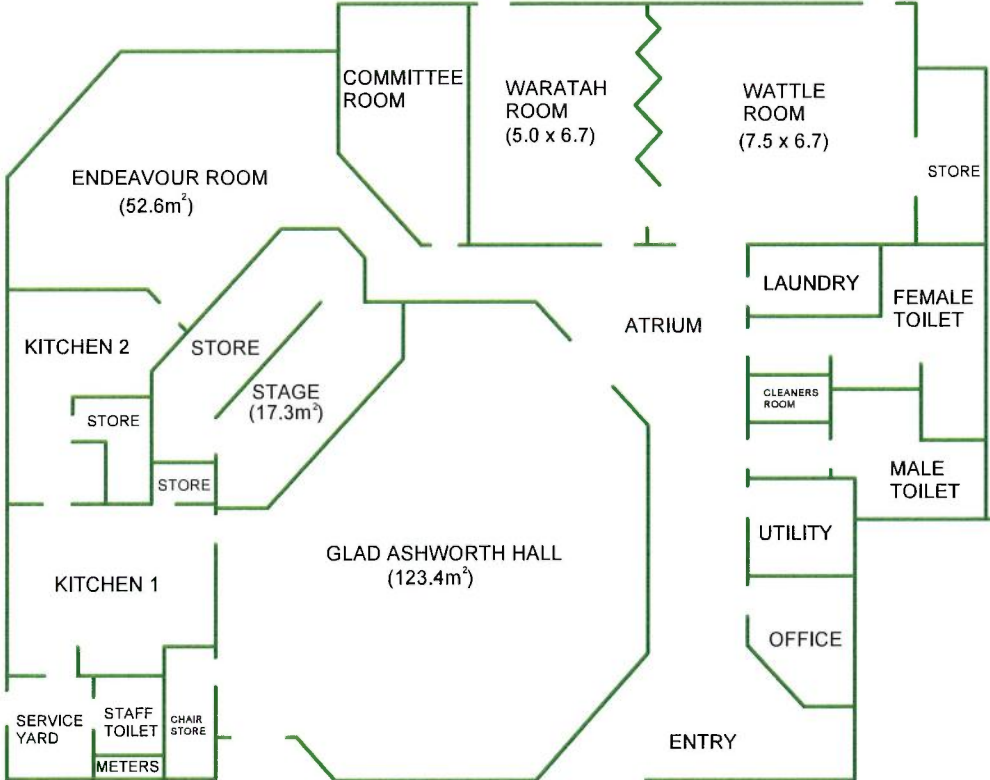 COMMITTEE
ROOM
WARATAH
ROOM
(5.0 x 6.7)
WATTLE
ROOM
(7.5 x 6.7)
STORE
ENDEAVOUR ROOM
(52.6m²)
LAUNDRY
FEMALE
TOILET
ATRIUM
KITCHEN 2
STORE
STAGE
(17.3m²)
CLEANERS
ROOM
STORE
STORE
MALE
TOILET
UTILITY
GLAD ASHWORTH HALL
(123.4m²)
KITCHEN 1
OFFICE
SERVICE
YARD
STAFF
TOILET
CHAIR
STORE
METERS
ENTRY